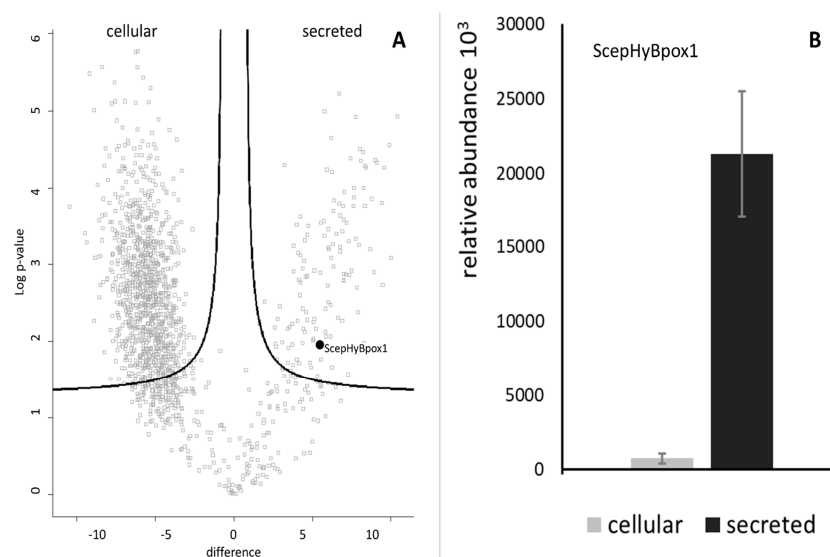 cellular
secreted
A
6
5
4
3
2
1
0
Log p-value
ScepHyBpox1
-10
-5
0
5
10
difference
B
ScepHyBpox1
relative abundance 10³
30000
25000
20000
15000
10000
5000
0
cellular
secreted